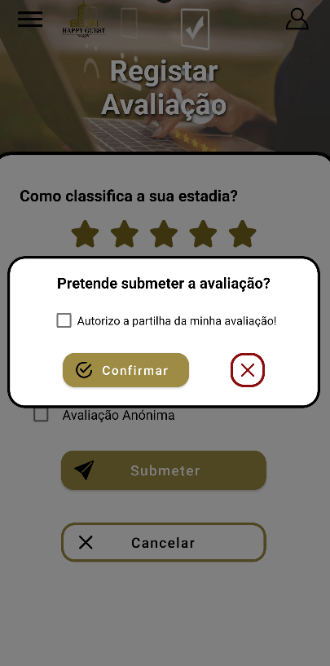 HAPPY GUEST
Registar
Avaliação
Como classifica a sua estadia?
Pretende submeter a avaliação?
Autorizo a partilha da minha avaliação!
Confirmar
Avaliação Anónima
Submeter
Cancelar